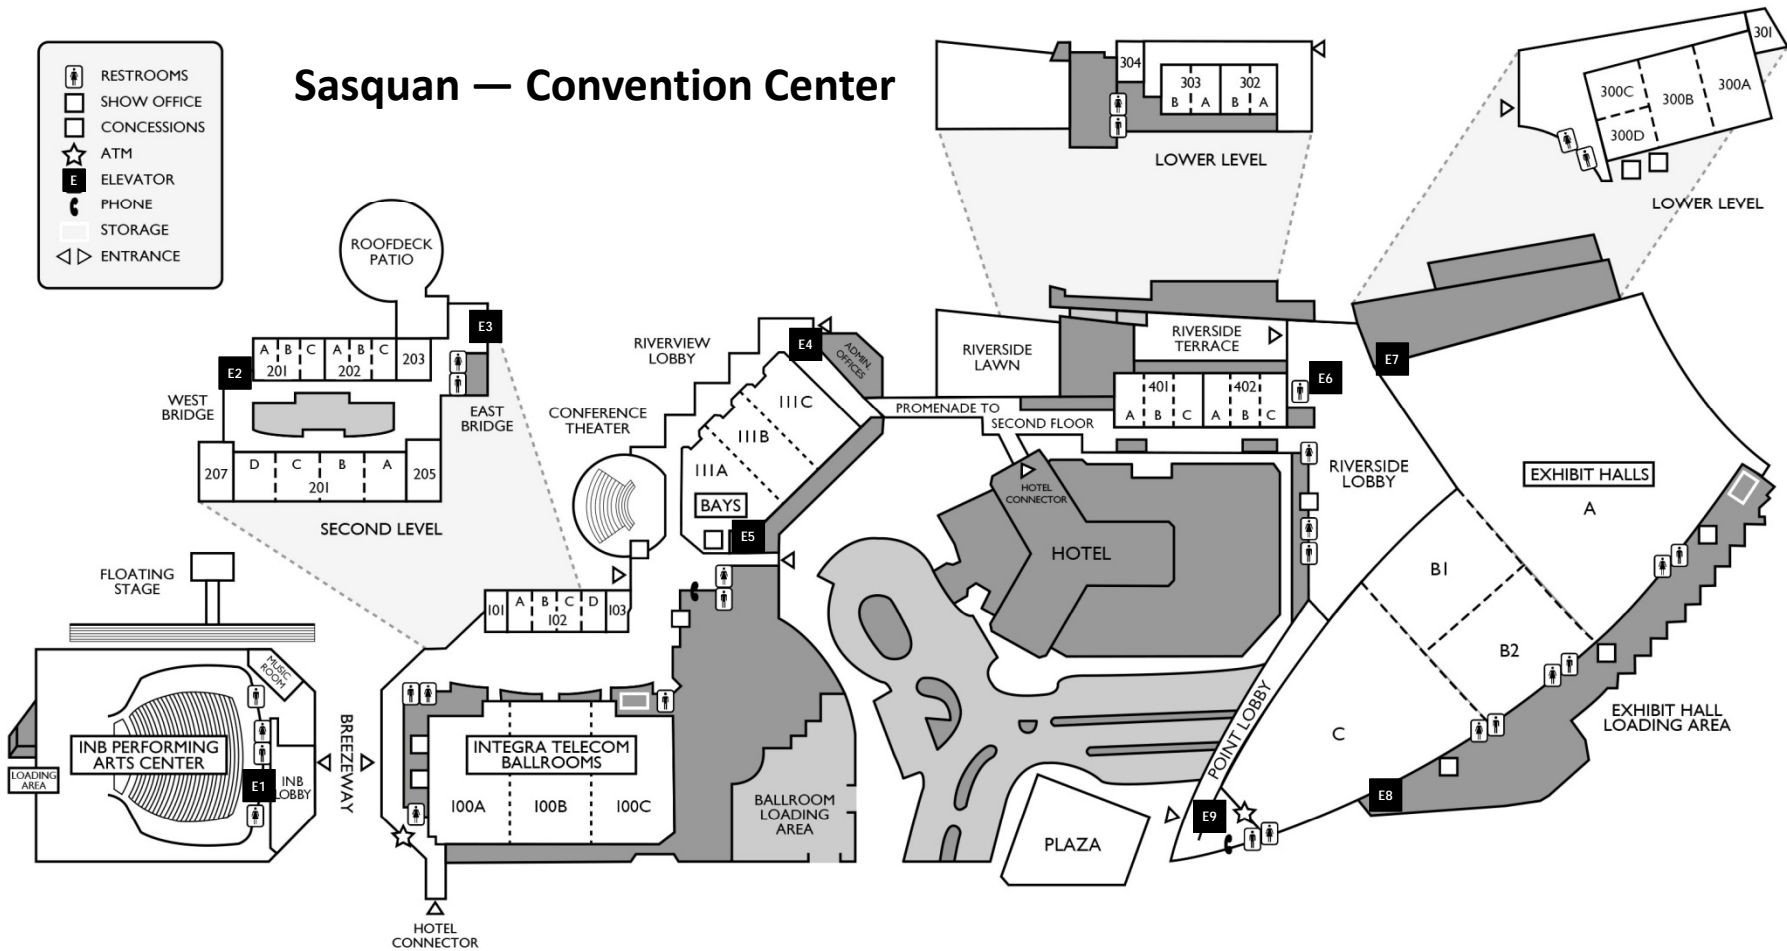 Sasquan — Convention Center
RESTROOMS
SHOW OFFICE
CONCESSIONS
ATM
E
ELEVATOR
PHONE
STORAGE
ENTRANCE
304
303
302
B
A
B
A
LOWER LEVEL
301
300A
300B
300C
300D
LOWER LEVEL
ROOFDECK
PATIO
E3
E2
A
B
C
A
B
C
203
201
202
WEST
BRIDGE
EAST
BRIDGE
207
D
C
B
A
205
201
SECOND LEVEL
RIVERVIEW
LOBBY
E4
ADMIN.
OFFICES
CONFERENCE
THEATER
111C
111B
111A
BAYS
E5
RIVERSIDE
LAWN
RIVERSIDE
TERRACE
E6
E7
401
402
A
B
C
A
B
C
PROMENADE TO
SECOND FLOOR
HOTEL
CONNECTOR
HOTEL
RIVERSIDE
LOBBY
EXHIBIT HALLS
A
B1
B2
C
EXHIBIT HALL
LOADING AREA
POINT LOBBY
E8
E9
PLAZA
FLOATING
STAGE
MUSIC
ROOM
INB PERFORMING
ARTS CENTER
LOADING
AREA
E1
INB
LOBBY
BREEZEWAY
101
A
B
C
D
103
102
INTEGRA TELECOM
BALLROOMS
100A
100B
100C
BALLROOM
LOADING
AREA
HOTEL
CONNECTOR